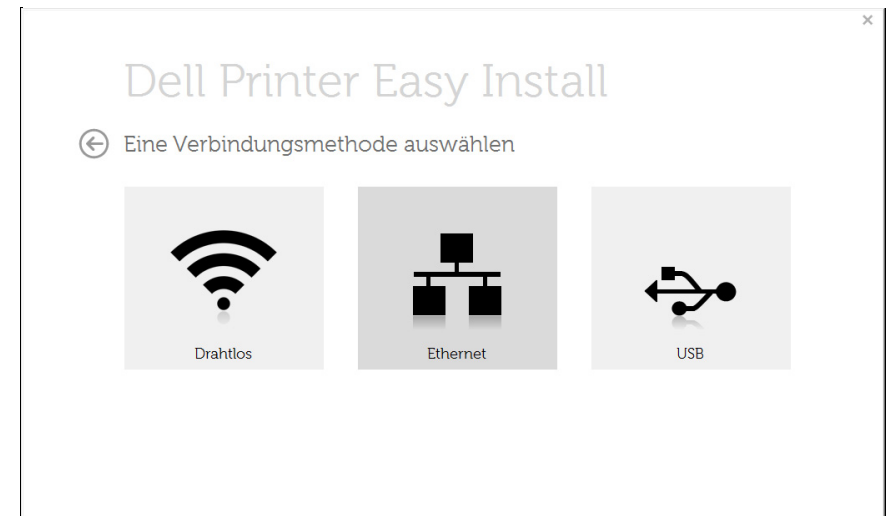 Dell Printer Easy Install
Eine Verbindungsmethode auswählen
Drahtlos
Ethernet
USB